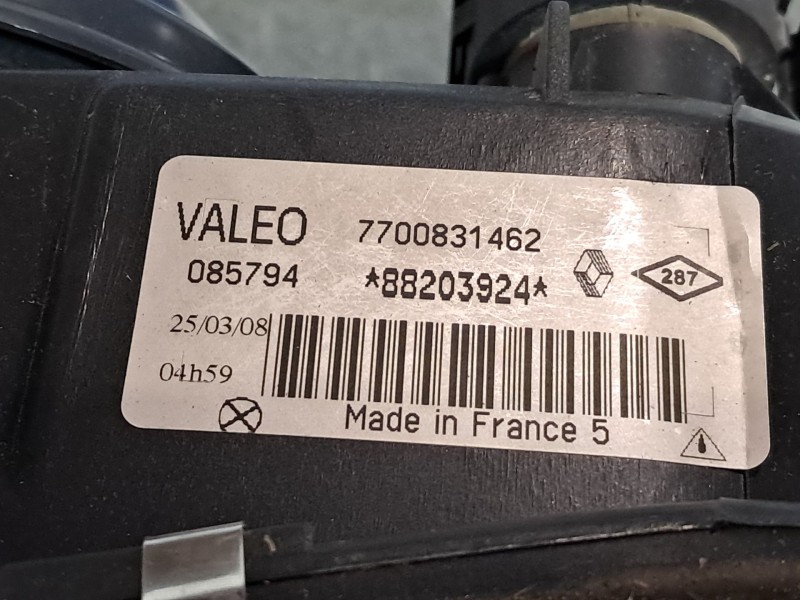 VALEO 7700831462
085794 *88203924* 287
25/03/08
04h59
Made in France 5